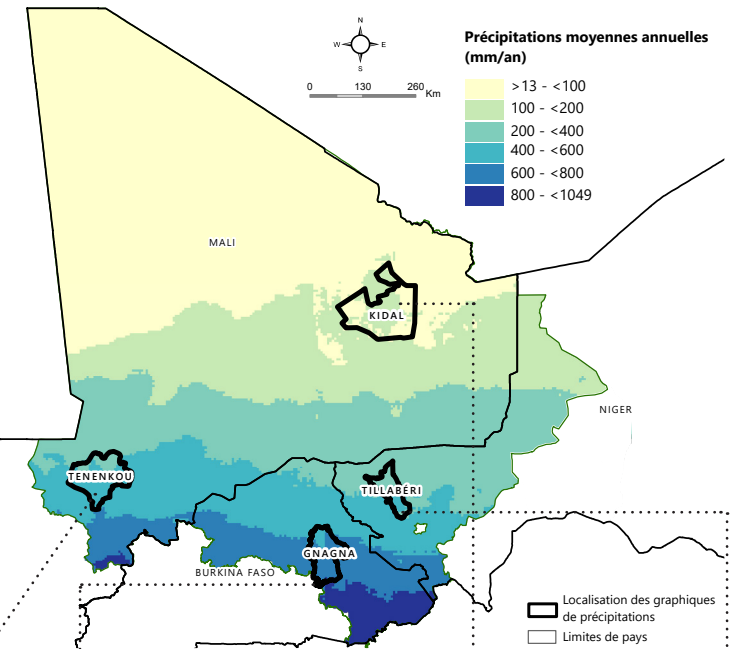 N
W E
S
0 130 260 Km
Précipitations moyennes annuelles
(mm/an)
>13 - <100
100 - <200
200 - <400
400 - <600
600 - <800
800 - <1049
MALI
KIDAL
NIGER
TENENKOU
TILLABÉRI
GNAGNA
BURKINA FASO
Localisation des graphiques
de précipitations
Limites de pays